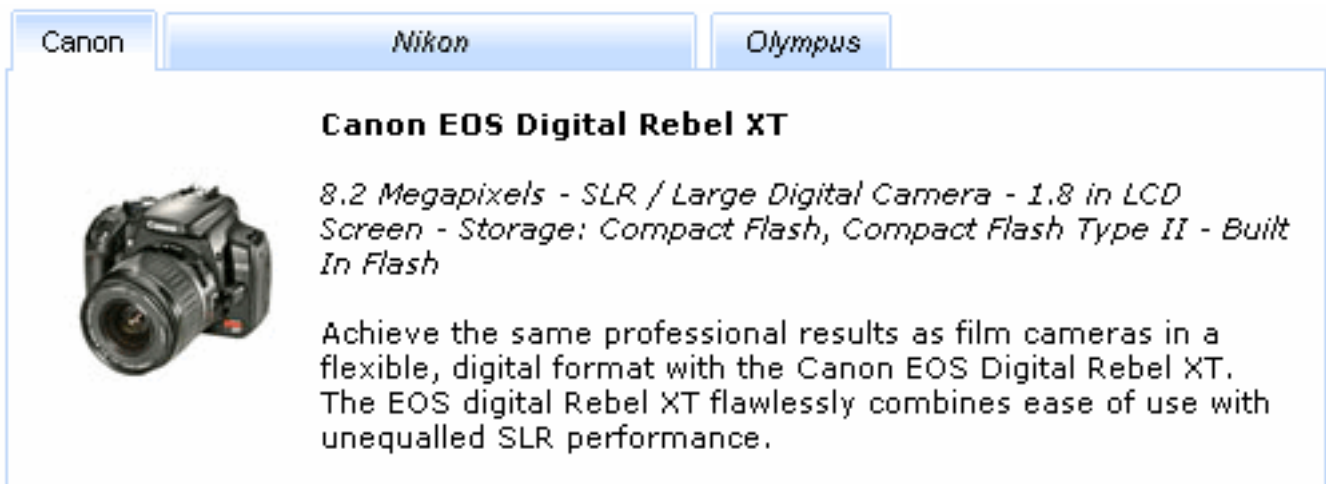 Canon Nikon Olympus
Canon EOS Digital Rebel XT
8.2 Megapixels - SLR / Large Digital Camera - 1.8 in LCD
Screen - Storage: Compact Flash, Compact Flash Type II - Built
In Flash
Achieve the same professional results as film cameras in a
flexible, digital format with the Canon EOS Digital Rebel XT.
The EOS digital Rebel XT flawlessly combines ease of use with
unequalled SLR performance.